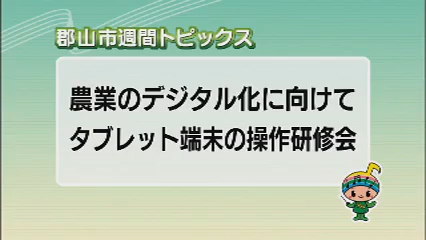 郡山市週間トピックス
農業のデジタル化に向けて
タブレット端末の操作研修会